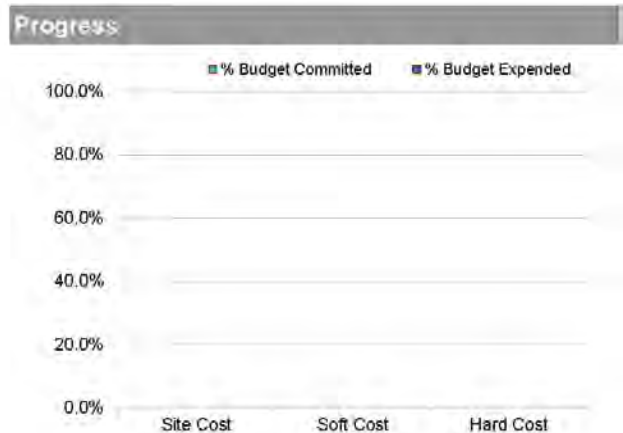 Progress
% Budget Committed % Budget Expended
100.0%
80.0%
60.0%
40.0%
20.0%
0.0%
Site Cost Soft Cost Hard Cost